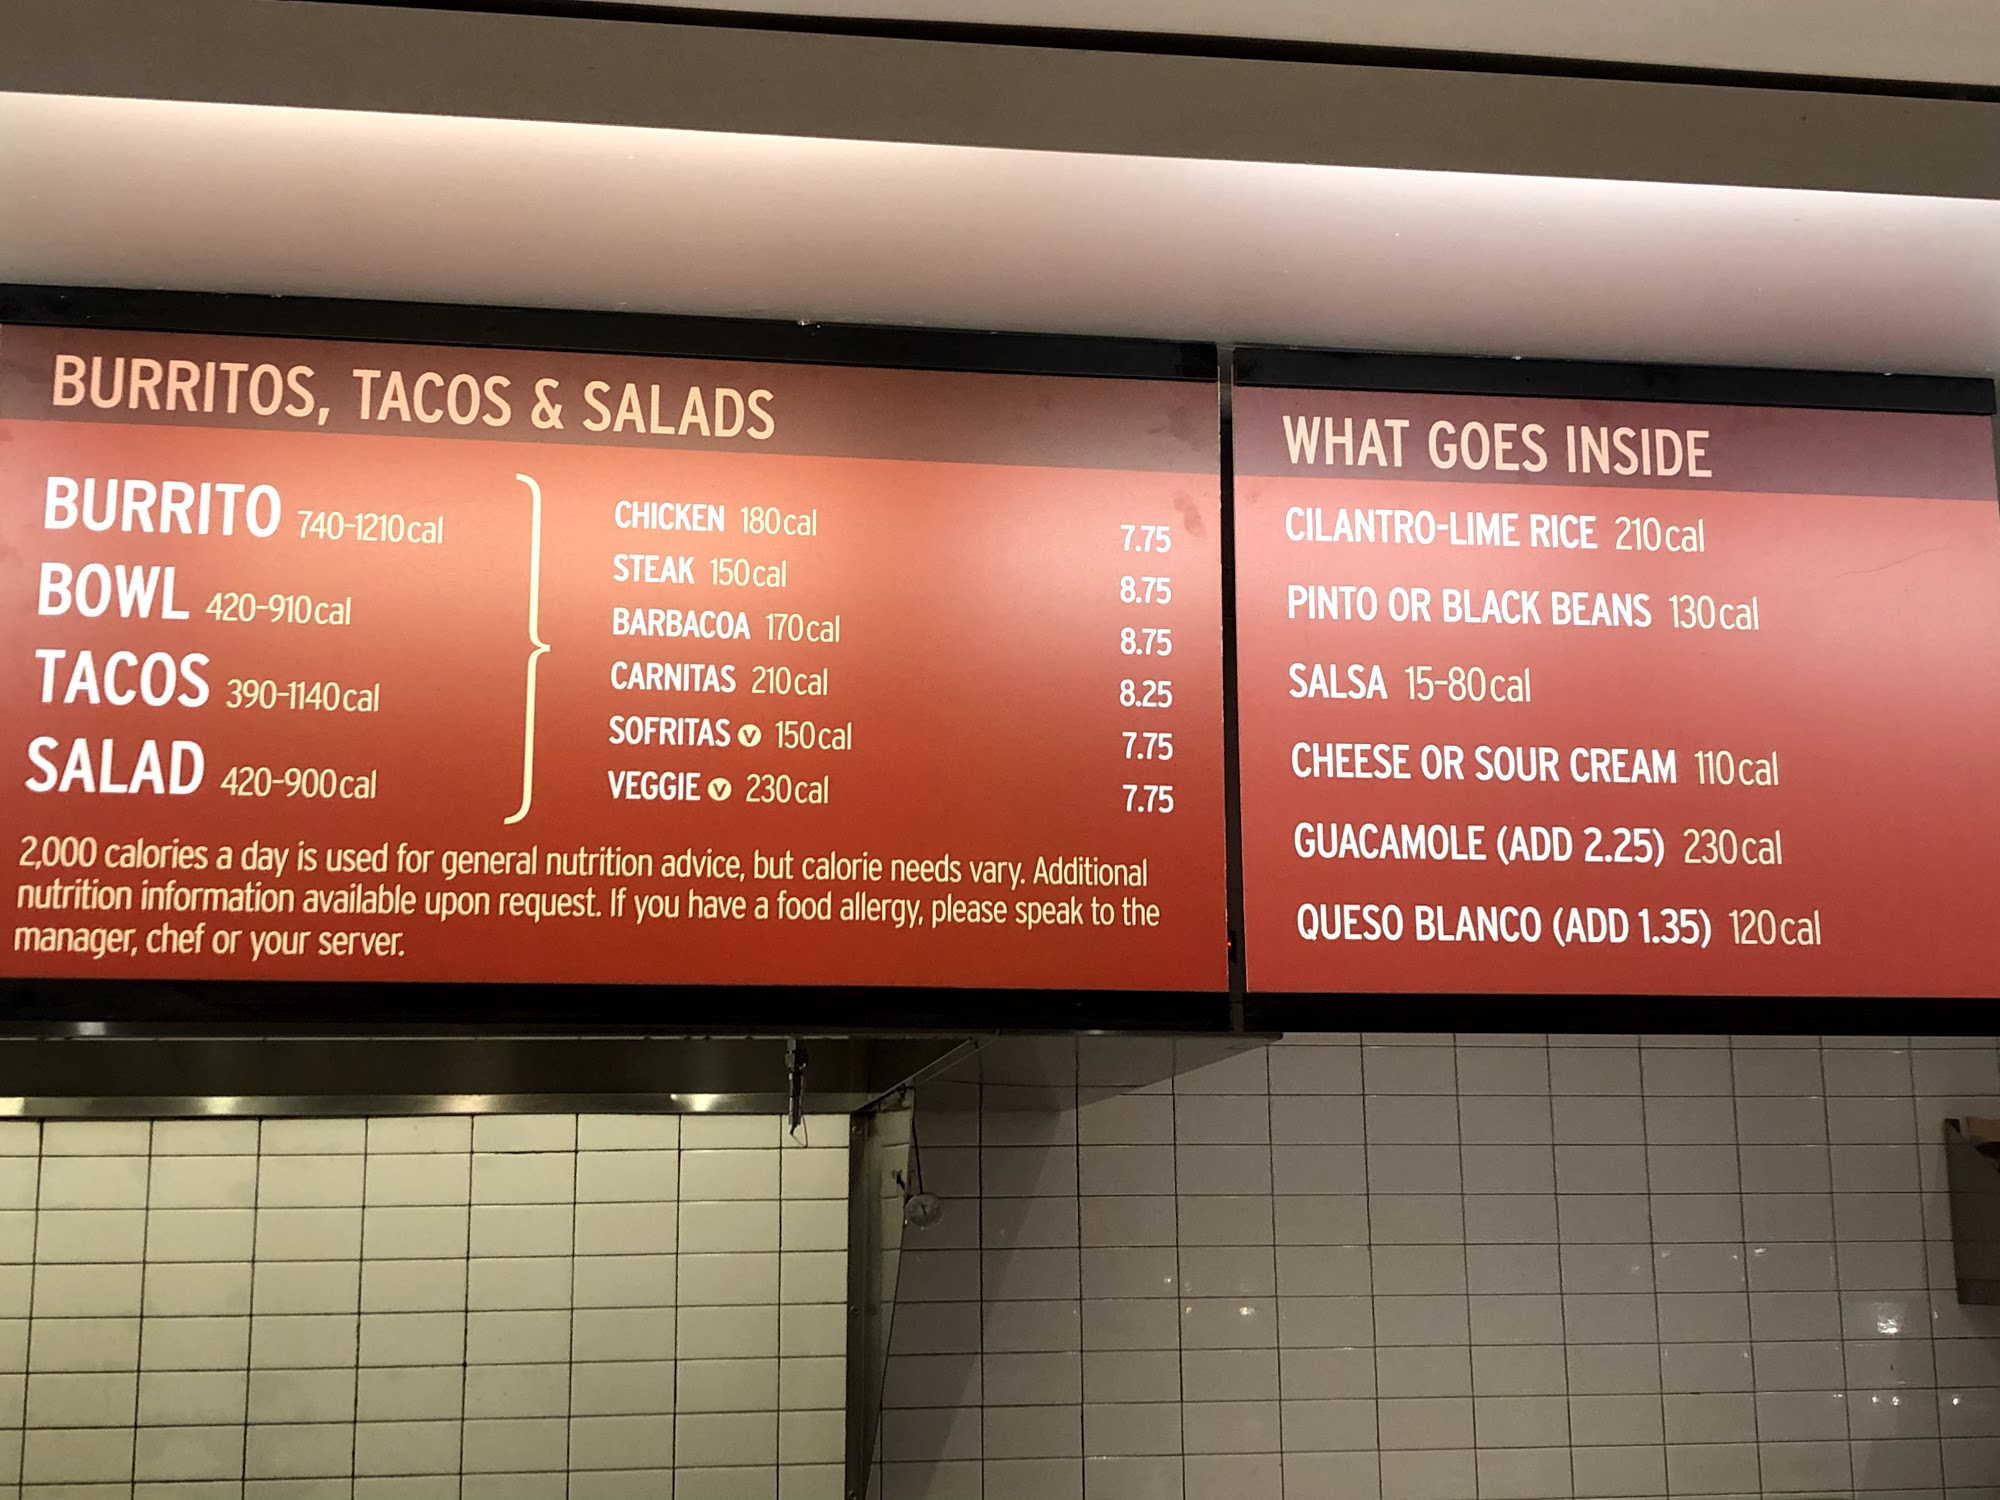 BURRITOS, TACOS & SALADS
BURRITO 740-1210cal
BOWL 420-910cal
TACOS 390-1140cal
SALAD 420-900cal
CHICKEN 180cal 7.75
STEAK 150cal 8.75
BARBACOA 170cal 8.75
CARNITAS 210cal 8.25
SOFRITAS V 150cal 7.75
VEGGIE V 230cal 7.75
2,000 calories a day is used for general nutrition advice, but calorie needs vary. Additional
nutrition information available upon request. If you have a food allergy, please speak to the
manager, chef or your server.
WHAT GOES INSIDE
CILANTRO-LIME RICE 210cal
PINTO OR BLACK BEANS 130cal
SALSA 15-80cal
CHEESE OR SOUR CREAM 110cal
GUACAMOLE (ADD 2.25) 230cal
QUESO BLANCO (ADD 1.35) 120cal